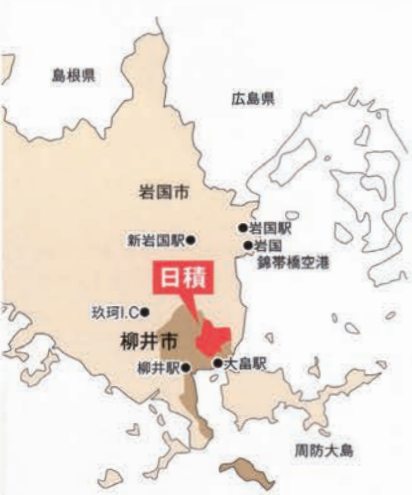 島根県
広島県
岩国市
岩国駅
新岩国駅
岩国
錦帯橋空港
日積
玖珂I.C
柳井市
大畠駅
柳井駅
周防大島